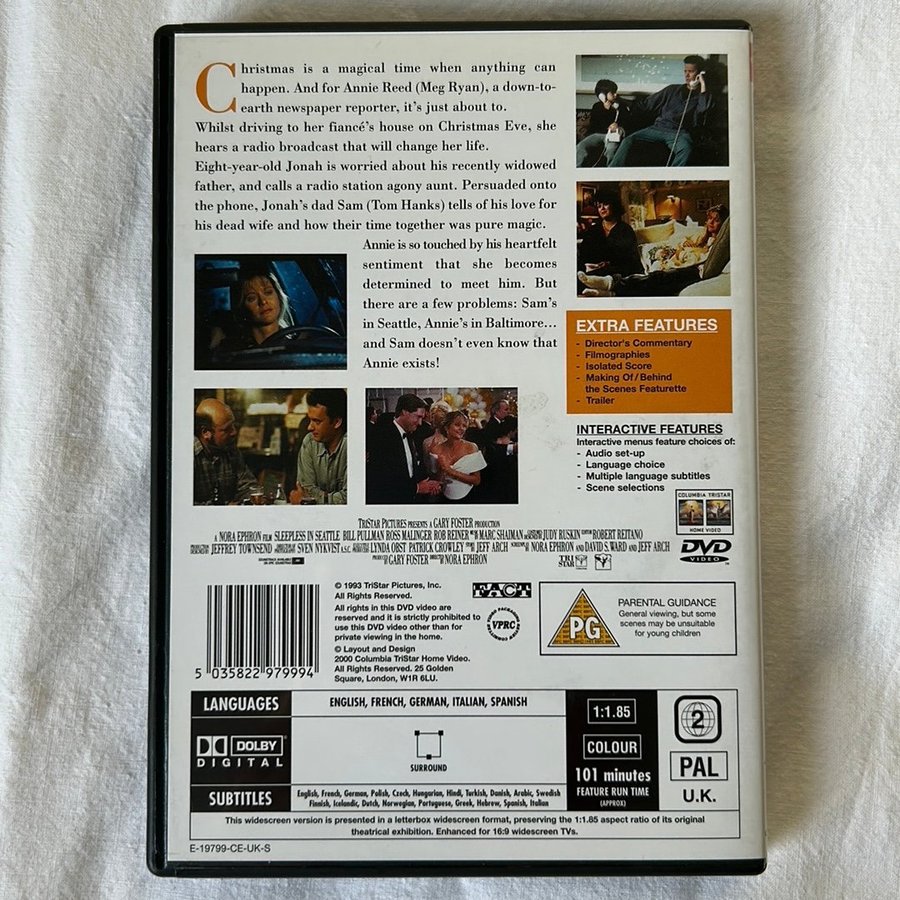 Christmas is a magical time when anything can
happen. And for Annie Reed (Meg Ryan), a down-to-
earth newspaper reporter, it's just about to.
Whilst driving to her fiancé's house on Christmas Eve, she
hears a radio broadcast that will change her life.
Eight-year-old Jonah is worried about his recently widowed
father, and calls a radio station agony aunt. Persuaded onto
the phone, Jonah's dad Sam (Tom Hanks) tells of his love for
his dead wife and how their time together was pure magic.
Annie is so touched by his heartfelt
sentiment that she becomes
determined to meet him. But
there are a few problems: Sam's
in Seattle, Annie's in Baltimore...
and Sam doesn't even know that
Annie exists!
EXTRA FEATURES
- Director's Commentary
- Filmographies
- Isolated Score
- Making Of/Behind
the Scenes Featurette
- Trailer
INTERACTIVE FEATURES
Interactive menus feature choices of:
- Audio set-up
- Language choice
- Multiple language subtitles
- Scene selections
COLUMBIA TRISTAR
HOME VIDEO
DVD
VIDEO
TRISTAR PICTURES PRESENTS A GARY FOSTER PRODUCTION
A NORA EPHRON FILM SLEEPLESS IN SEATTLE BILL PULLMAN ROSS MALINGER ROB REINER MARC SHAIMAN JUDY RUSKIN ROBERT REITANO
JEFFREY TOWNSEND SVEN NYKVIST A.S.C. LYNDA OBST PATRICK CROWLEY JEFF ARCH NORA EPHRON AND DAVID S. WARD AND JEFF ARCH
PRODUCED BY GARY FOSTER DIRECTED BY NORA EPHRON
TRI STAR
5 035822 979994
© 1993 TriStar Pictures, Inc.
All Rights Reserved.
All rights in this DVD video are
reserved and it is strictly prohibited to
use this DVD video other than for
private viewing in the home.
© Layout and Design
2000 Columbia TriStar Home Video.
All Rights Reserved. 25 Golden
Square, London, W1R 6LU.
FACT
VPRC
PG
PARENTAL GUIDANCE
General viewing, but some
scenes may be unsuitable
for young children
LANGUAGES
ENGLISH, FRENCH, GERMAN, ITALIAN, SPANISH
DOLBY
DIGITAL
SURROUND
SUBTITLES
English, French, German, Polish, Czech, Hungarian, Hindi, Turkish, Danish, Arabic, Swedish
Finnish, Icelandic, Dutch, Norwegian, Portuguese, Greek, Hebrew, Spanish, Italian
1:1.85
COLOUR
101 minutes
FEATURE RUN TIME
(APPROX)
2
PAL
U.K.
This widescreen version is presented in a letterbox widescreen format, preserving the 1:1.85 aspect ratio of its original
theatrical exhibition. Enhanced for 16:9 widescreen TVs.
E-19799-CE-UK-S